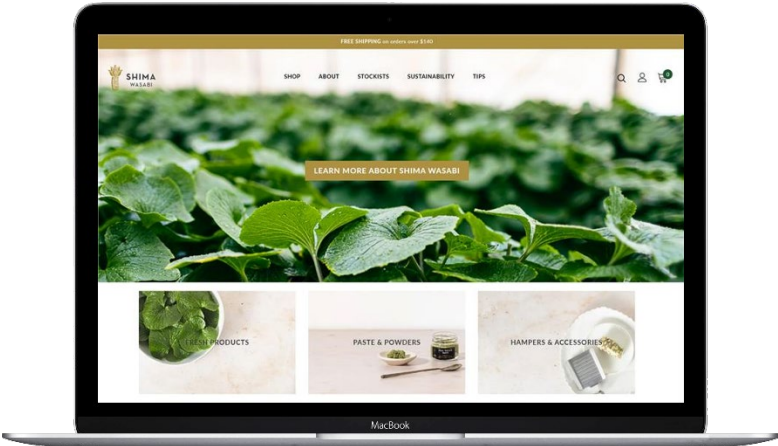 FREE SHIPPING on orders over $140
SHIMA
WASABI
SHOP ABOUT STOCKISTS SUSTAINABILITY TIPS
0
LEARN MORE ABOUT SHIMA WASABI
FRESH PRODUCTS PASTE & POWDERS HAMPERS & ACCESSORIES
MacBook